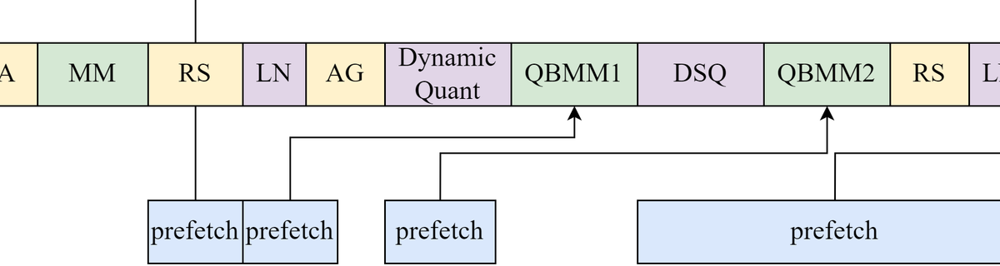 A
MM
RS
LN
AG
Dynamic
Quant
QBMM1
DSQ
QBMM2
RS
prefetch
prefetch
prefetch
prefetch